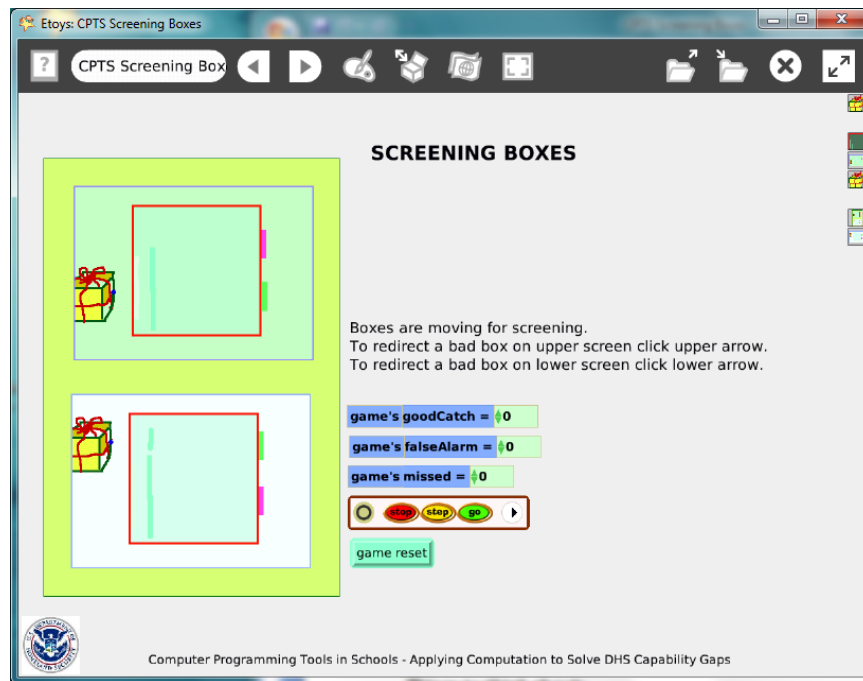 Etoys: CPTS Screening Boxes
CPTS Screening Box
SCREENING BOXES
Boxes are moving for screening.
To redirect a bad box on upper screen click upper arrow.
To redirect a bad box on lower screen click lower arrow.
game's goodCatch = 0
game's falseAlarm = 0
game's missed = 0
stop step go
game reset
Computer Programming Tools in Schools - Applying Computation to Solve DHS Capability Gaps